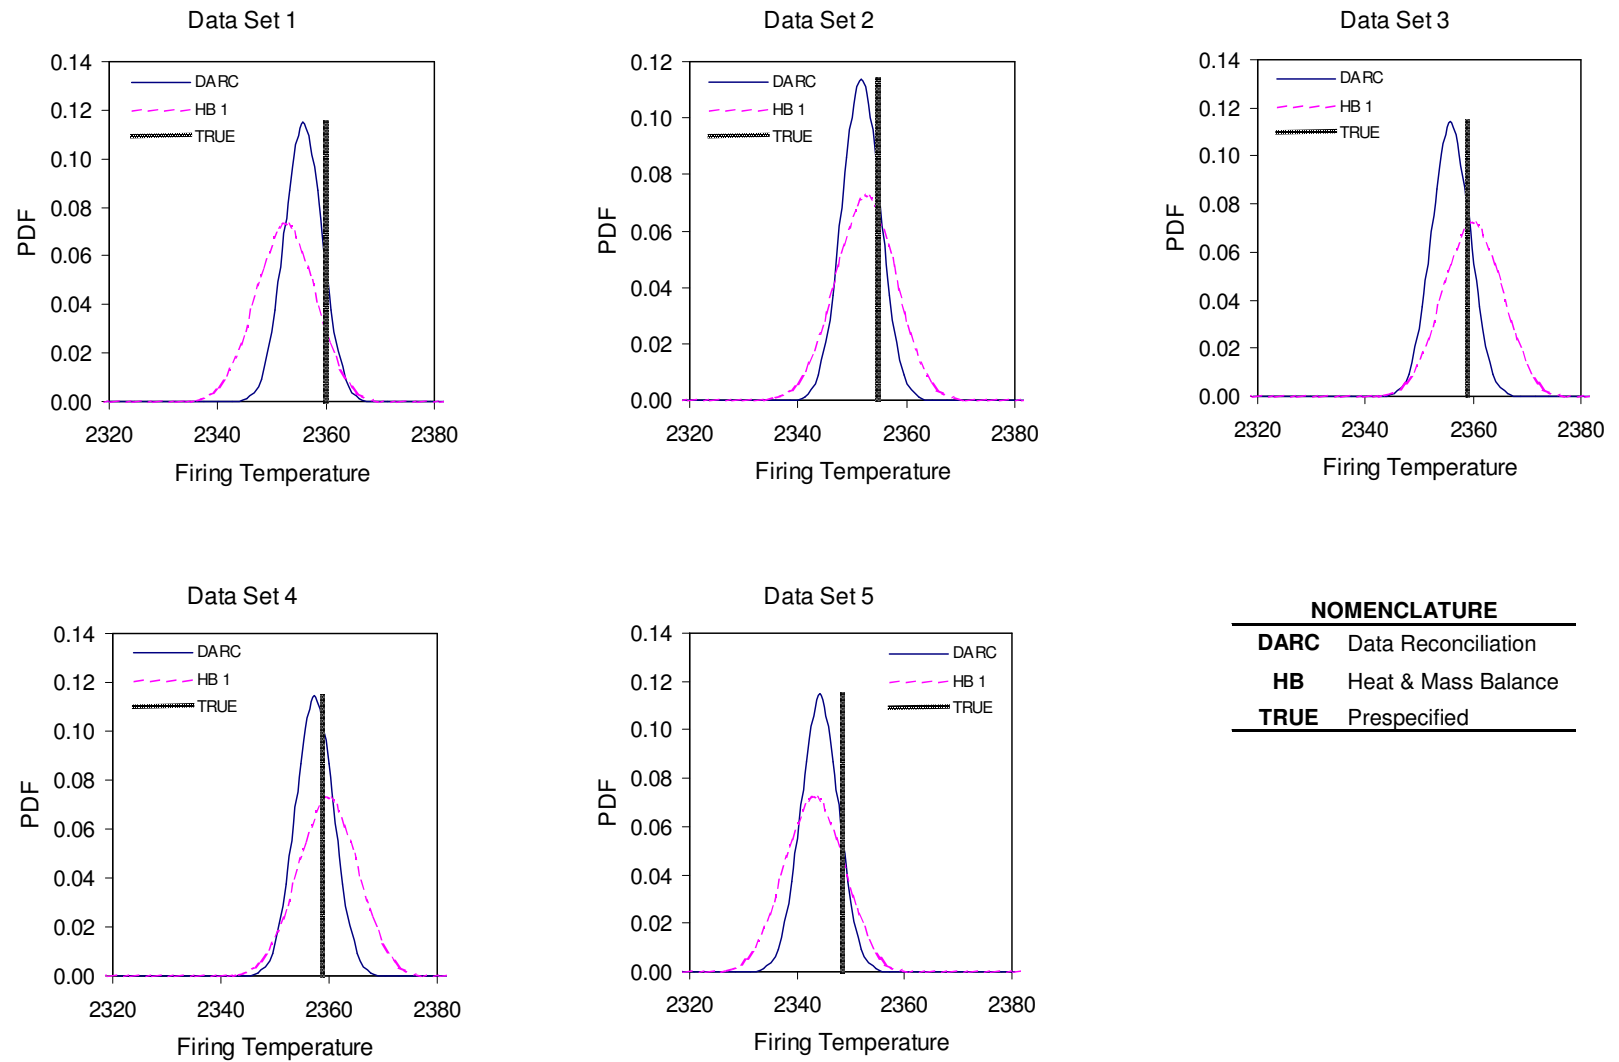 Data Set 1
0.14
0.12
0.10
0.08
0.06
0.04
0.02
0.00
PDF
DARC
HB 1
TRUE
2320 2340 2360 2380
Firing Temperature
Data Set 2
0.12
0.10
0.08
0.06
0.04
0.02
0.00
PDF
DARC
HB 1
TRUE
2320 2340 2360 2380
Firing Temperature
Data Set 3
0.14
0.12
0.10
0.08
0.06
0.04
0.02
0.00
PDF
DARC
HB 1
TRUE
2320 2340 2360 2380
Firing Temperature
Data Set 4
0.14
0.12
0.10
0.08
0.06
0.04
0.02
0.00
PDF
DARC
HB 1
TRUE
2320 2340 2360 2380
Firing Temperature
Data Set 5
0.14
0.12
0.10
0.08
0.06
0.04
0.02
0.00
PDF
DARC
HB 1
TRUE
2320 2340 2360 2380
Firing Temperature
NOMENCLATURE
DARC Data Reconciliation
HB Heat & Mass Balance
TRUE Prespecified